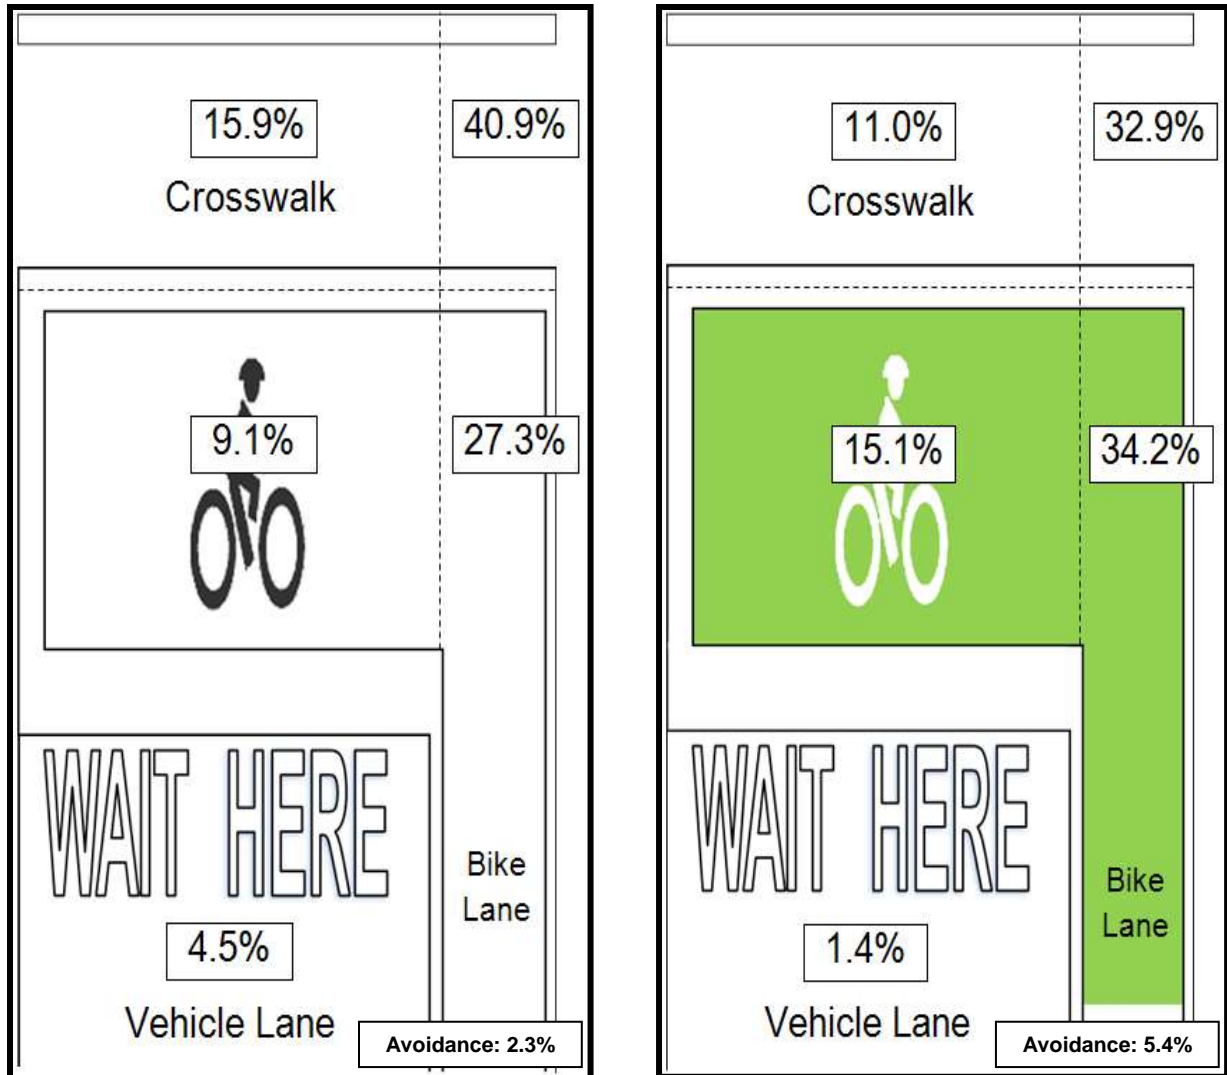 15.9%
40.9%
Crosswalk
9.1%
27.3%
WAIT HERE
Bike
Lane
4.5%
Vehicle Lane
Avoidance: 2.3%
11.0%
32.9%
Crosswalk
15.1%
34.2%
WAIT HERE
Bike
Lane
1.4%
Vehicle Lane
Avoidance: 5.4%